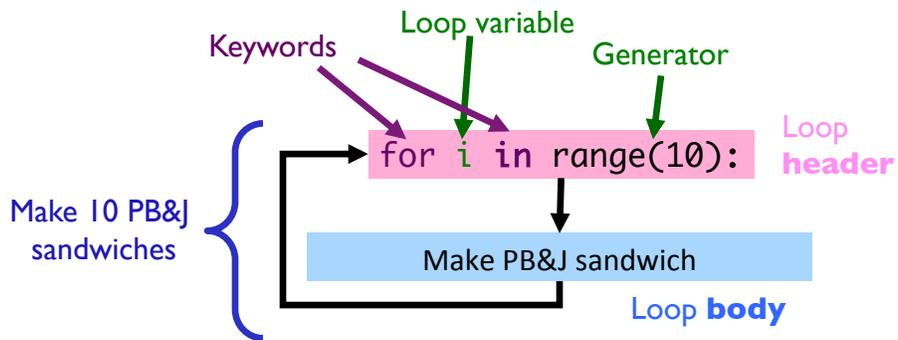 Loop variable
Keywords
Generator
for i in range(10):
Loop
header
Make 10 PB&J
sandwiches
Make PB&J sandwich
Loop body